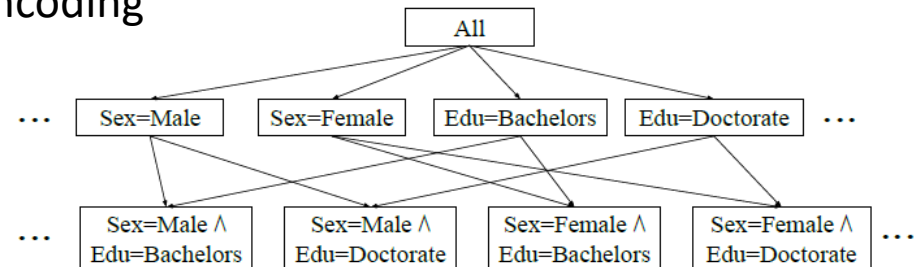 All
... Sex=Male Sex=Female Edu=Bachelors Edu=Doctorate ...
... Sex=Male Λ Sex=Male Λ Sex=Female Λ Sex=Female Λ ...
Edu=Bachelors Edu=Doctorate Edu=Bachelors Edu=Doctorate